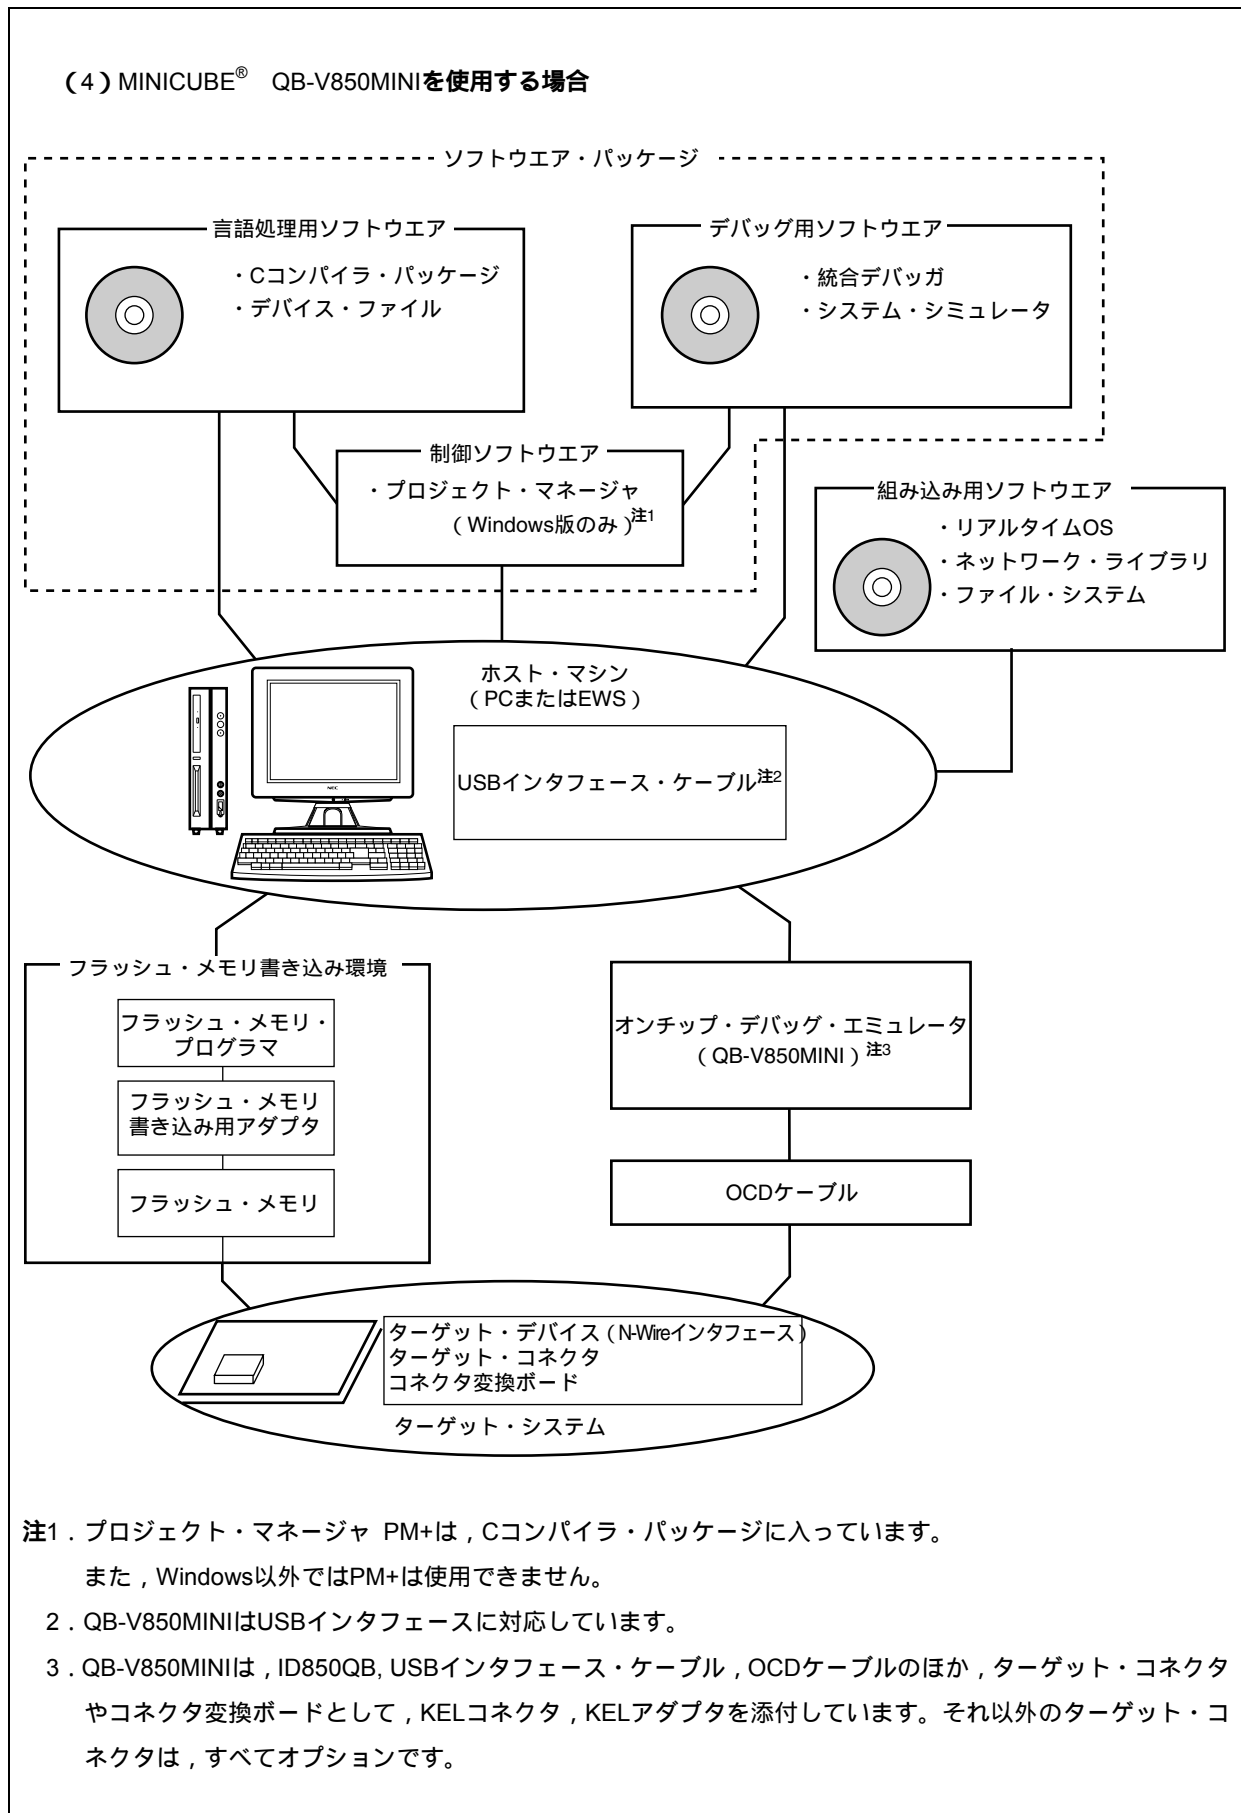 （4）MINICUBE®　QB-V850MINIを使用する場合
ソフトウエア・パッケージ
言語処理用ソフトウエア
・Cコンパイラ・パッケージ
・デバイス・ファイル
デバッグ用ソフトウエア
・統合デバッガ
・システム・シミュレータ
制御ソフトウエア
・プロジェクト・マネージャ
（Windows版のみ）注1
組み込み用ソフトウエア
・リアルタイムOS
・ネットワーク・ライブラリ
・ファイル・システム
ホスト・マシン
（PCまたはEWS）
USBインタフェース・ケーブル注2
NEC
フラッシュ・メモリ書き込み環境
フラッシュ・メモリ・
プログラマ
フラッシュ・メモリ
書き込み用アダプタ
フラッシュ・メモリ
オンチップ・デバッグ・エミュレータ
（QB-V850MINI）注3
OCDケーブル
ターゲット・デバイス（N-Wireインタフェース）
ターゲット・コネクタ
コネクタ変換ボード
ターゲット・システム
注1．プロジェクト・マネージャ PM+は，Cコンパイラ・パッケージに入っています。
また，Windows以外ではPM+は使用できません。
2．QB-V850MINIはUSBインタフェースに対応しています。
3．QB-V850MINIは，ID850QB, USBインタフェース・ケーブル，OCDケーブルのほか，ターゲット・コネクタ
やコネクタ変換ボードとして，KELコネクタ，KELアダプタを添付しています。それ以外のターゲット・コ
ネクタは，すべてオプションです。